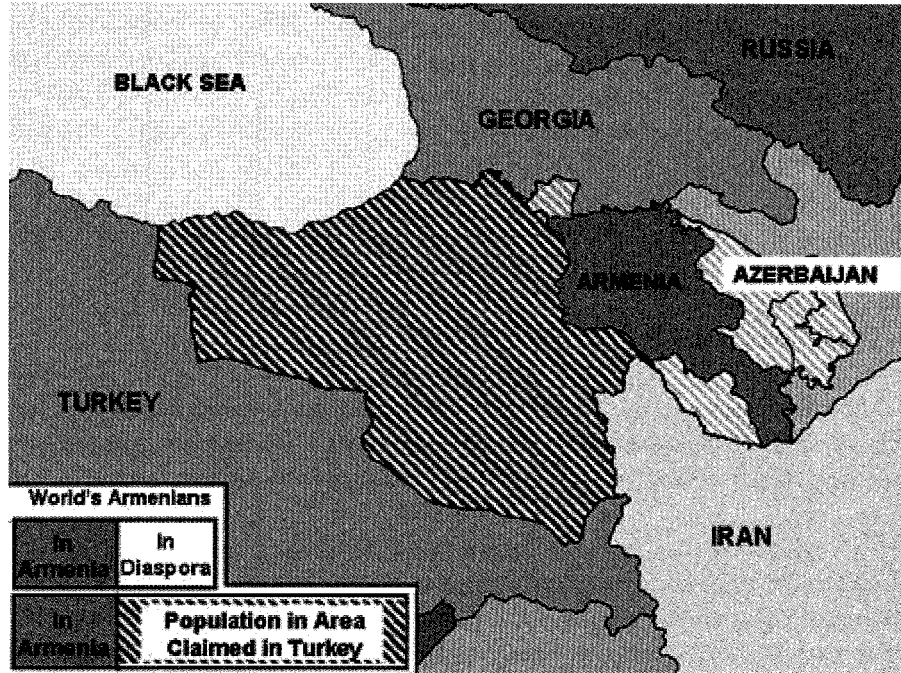 RUSSIA
BLACK SEA
GEORGIA
ARMENIA
AZERBAIJAN
TURKEY
IRAN
World's Armenians
In
Armenia
In
Diaspora
In
Armenia
Population in Area
Claimed in Turkey